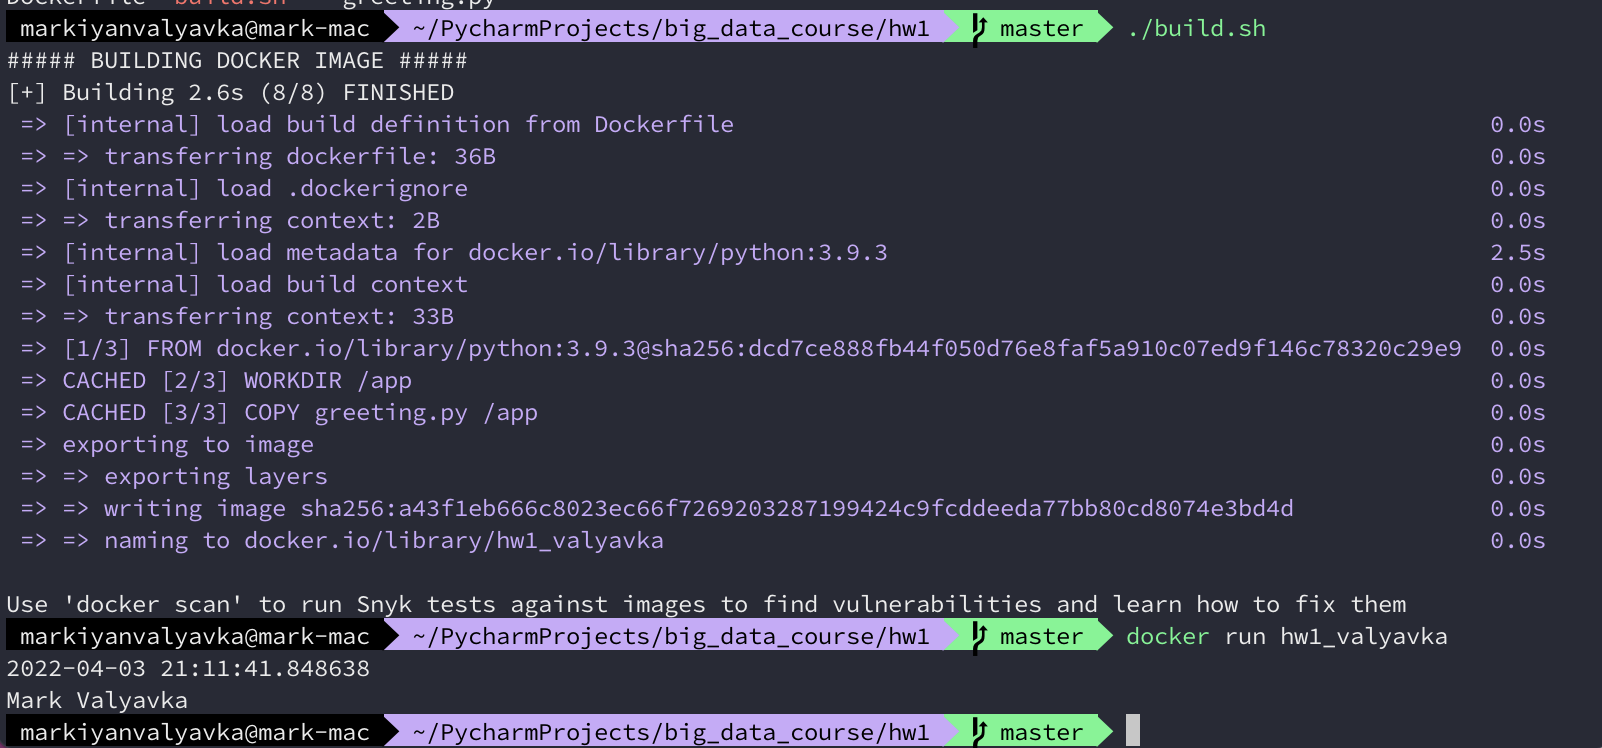 Dockerfile build.sh greeting.py
markiyanvalyavka@mark-mac ~/PycharmProjects/big_data_course/hw1 master ./build.sh
##### BUILDING DOCKER IMAGE #####
[+] Building 2.6s (8/8) FINISHED
=> [internal] load build definition from Dockerfile 0.0s
=> => transferring dockerfile: 36B 0.0s
=> [internal] load .dockerignore 0.0s
=> => transferring context: 2B 0.0s
=> [internal] load metadata for docker.io/library/python:3.9.3 2.5s
=> [internal] load build context 0.0s
=> => transferring context: 33B 0.0s
=> [1/3] FROM docker.io/library/python:3.9.3@sha256:dcd7ce888fb44f050d76e8faf5a910c07ed9f146c78320c29e9 0.0s
=> CACHED [2/3] WORKDIR /app 0.0s
=> CACHED [3/3] COPY greeting.py /app 0.0s
=> exporting to image 0.0s
=> => exporting layers 0.0s
=> => writing image sha256:a43f1eb666c8023ec66f7269203287199424c9fcddeeda77bb80cd8074e3bd4d 0.0s
=> => naming to docker.io/library/hw1_valyavka 0.0s
Use 'docker scan' to run Snyk tests against images to find vulnerabilities and learn how to fix them
markiyanvalyavka@mark-mac ~/PycharmProjects/big_data_course/hw1 master docker run hw1_valyavka
2022-04-03 21:11:41.848638
Mark Valyavka
markiyanvalyavka@mark-mac ~/PycharmProjects/big_data_course/hw1 master